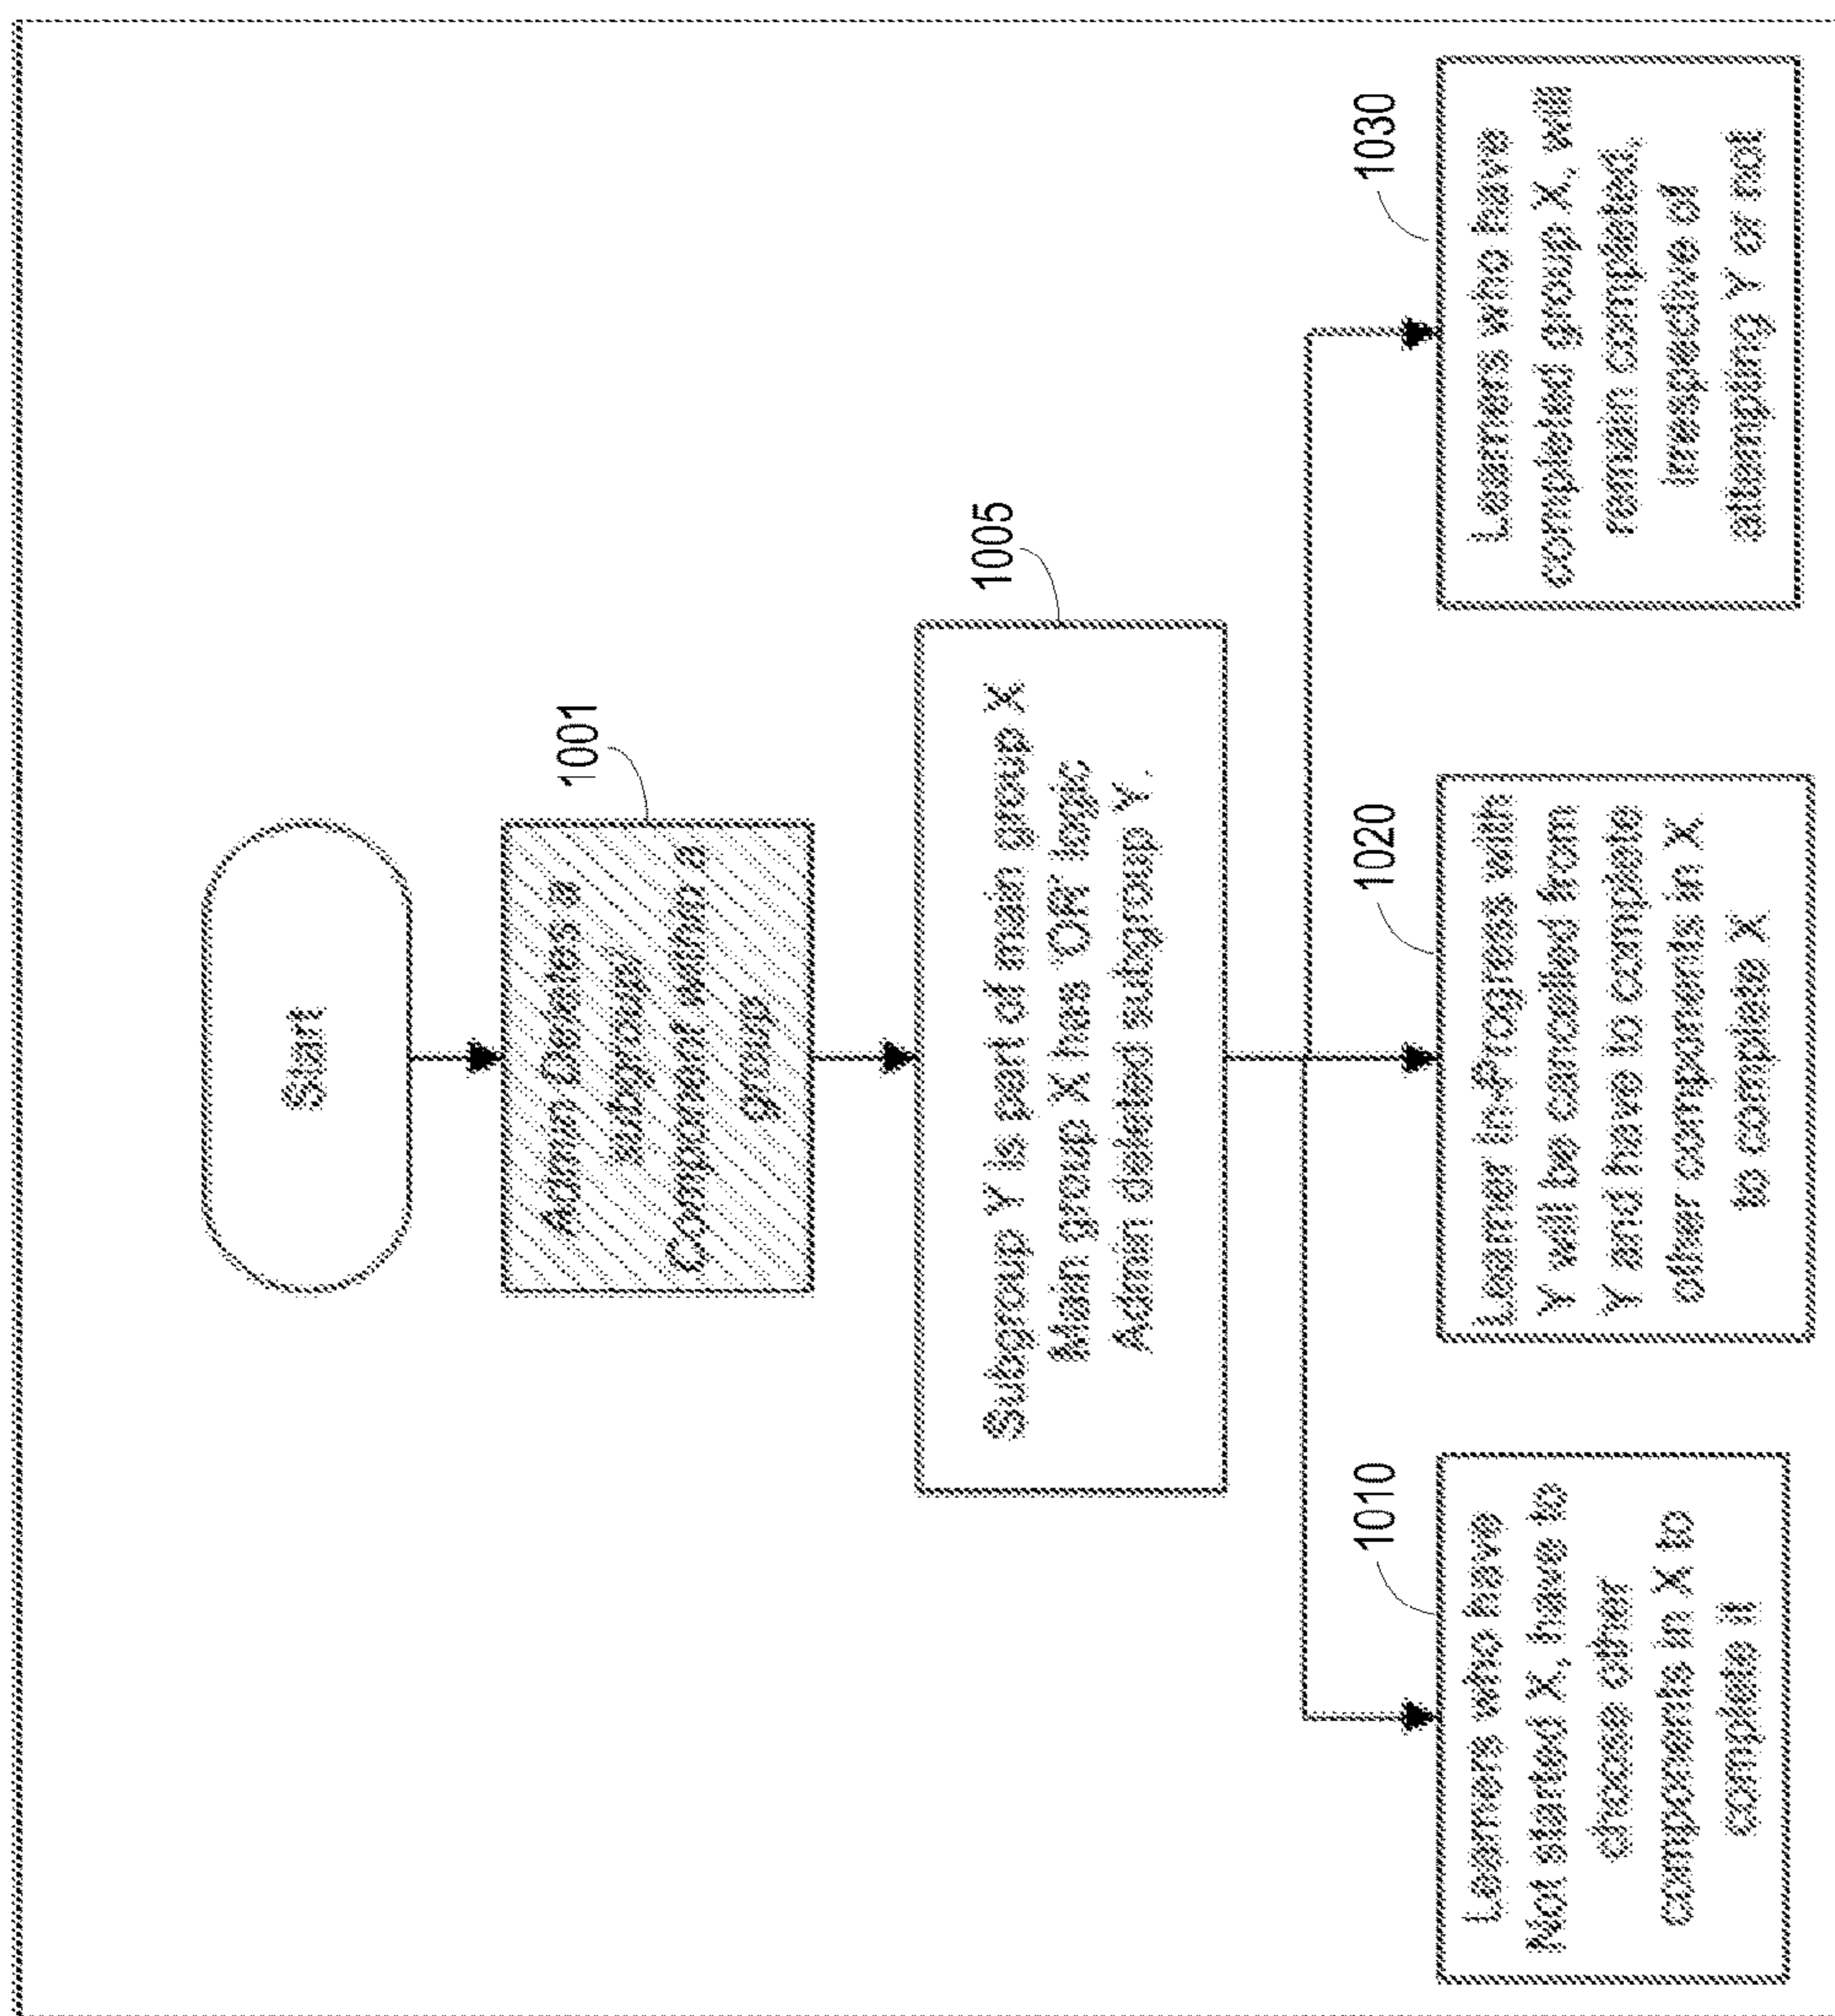 Start
1001
Admin Deletes a
subgroup/
Component within a
group
1005
Subgroup Y is part of main group X
Main group X has 'OR' logic
Admin deleted subgroup Y.
1010
Learners who have
Not started X, have to
choose other
components in X to
complete it
1020
Learner In-Progress with
Y will be cancelled from
Y and have to complete
other components in X
to complete X
1030
Learners who have
completed group X, will
remain completed,
irrespective of
attempting Y or not